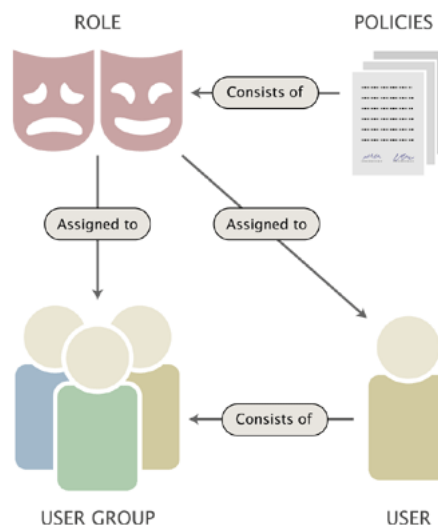 ROLE
POLICIES
Consists of
Assigned to
Assigned to
Consists of
USER GROUP
USER